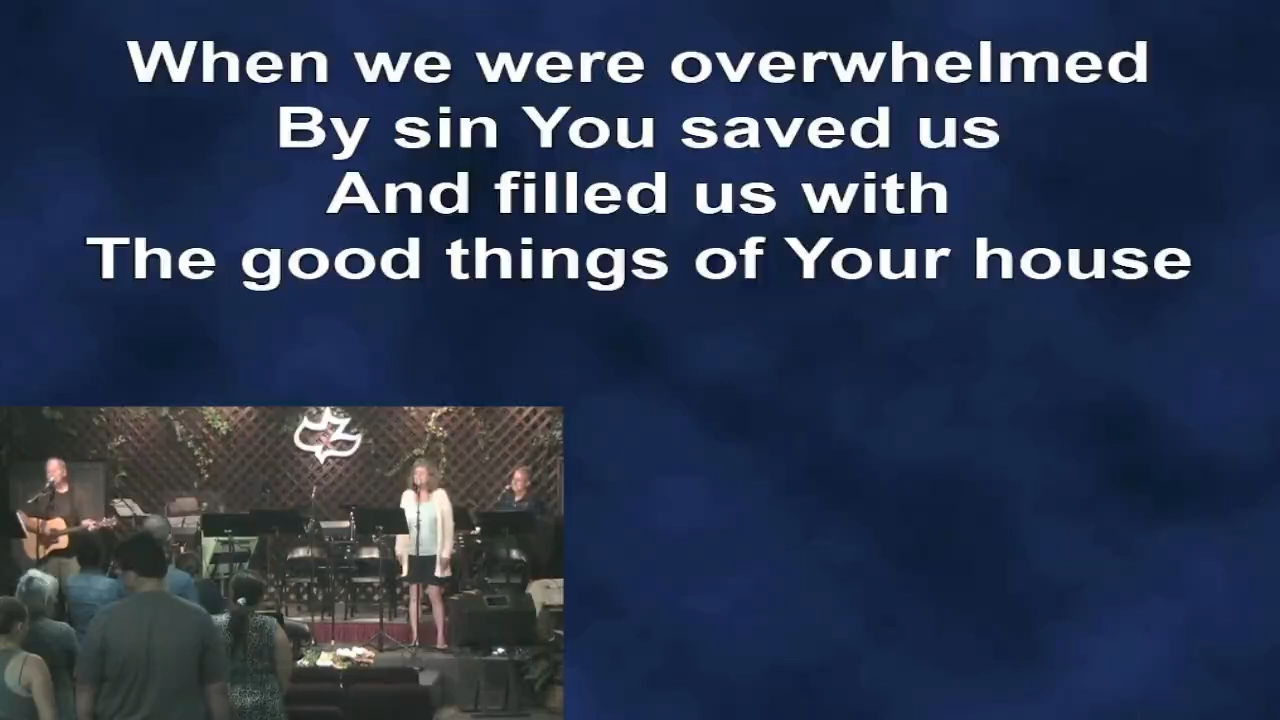 When we were overwhelmed
By sin You saved us
And filled us with
The good things of Your house